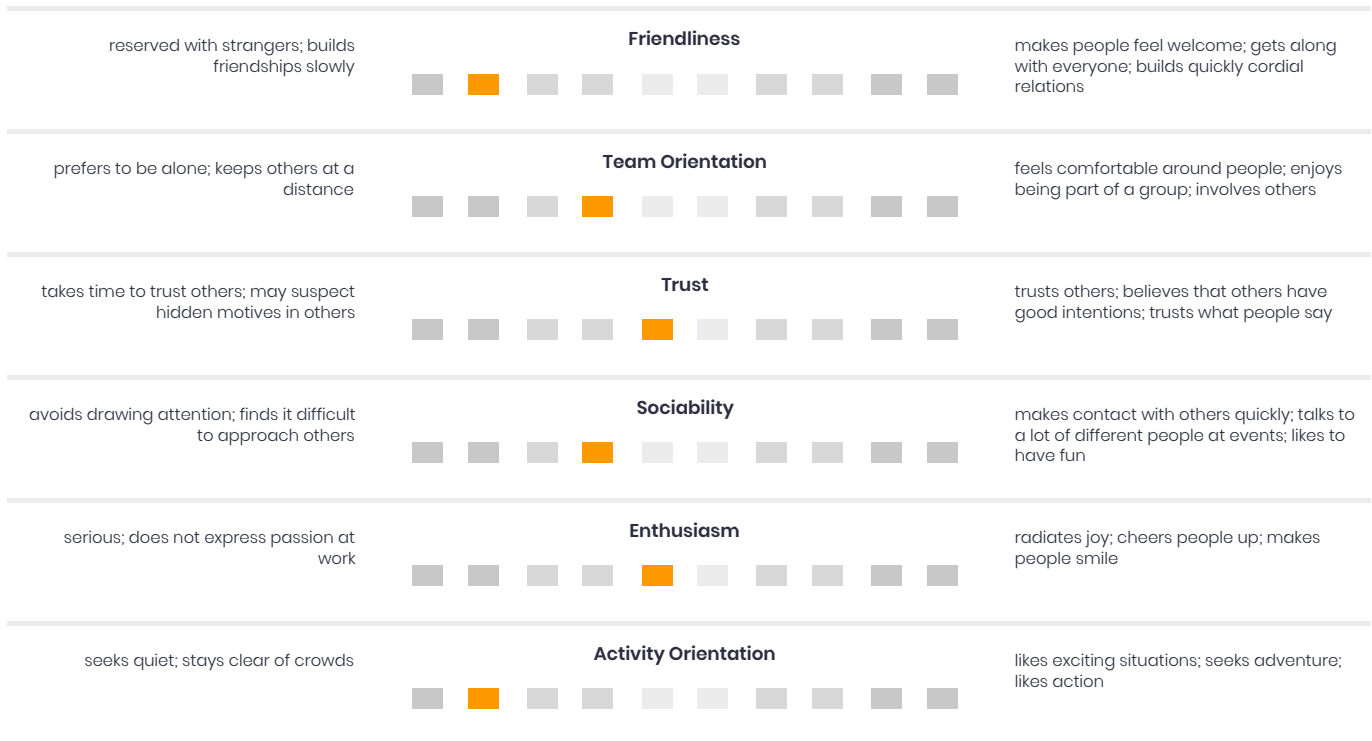 Friendliness
reserved with strangers; builds
friendships slowly
makes people feel welcome; gets along
with everyone; builds quickly cordial
relations
Team Orientation
prefers to be alone; keeps others at a
distance
feels comfortable around people; enjoys
being part of a group; involves others
Trust
takes time to trust others; may suspect
hidden motives in others
trusts others; believes that others have
good intentions; trusts what people say
Sociability
avoids drawing attention; finds it difficult
to approach others
makes contact with others quickly; talks to
a lot of different people at events; likes to
have fun
Enthusiasm
serious; does not express passion at
work
radiates joy; cheers people up; makes
people smile
Activity Orientation
seeks quiet; stays clear of crowds
likes exciting situations; seeks adventure;
likes action